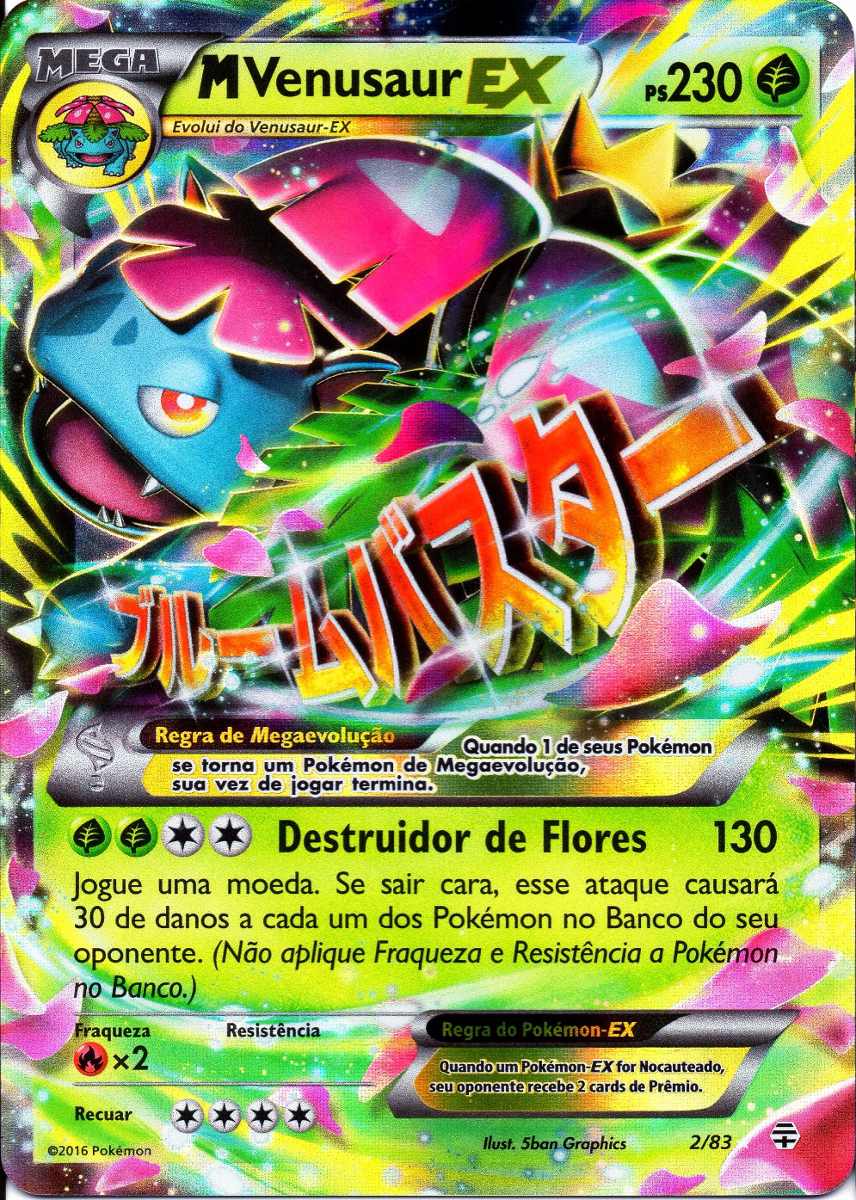 MEGA
M Venusaur EX
PS230
Evolui do Venusaur-EX
ブルームバスター
Regra de Megaevolução
Quando 1 de seus Pokémon
se torna um Pokémon de Megaevolução,
sua vez de jogar termina.
Destruidor de Flores 130
Jogue uma moeda. Se sair cara, esse ataque causará
30 de danos a cada um dos Pokémon no Banco do seu
oponente. (Não aplique Fraqueza e Resistência a Pokémon
no Banco.)
Fraqueza
Resistência
×2
Regra do Pokémon-EX
Quando um Pokémon-EX for Nocauteado,
seu oponente recebe 2 cards de Prêmio.
Recuar
©2016 Pokémon
Ilust. 5ban Graphics
2/83